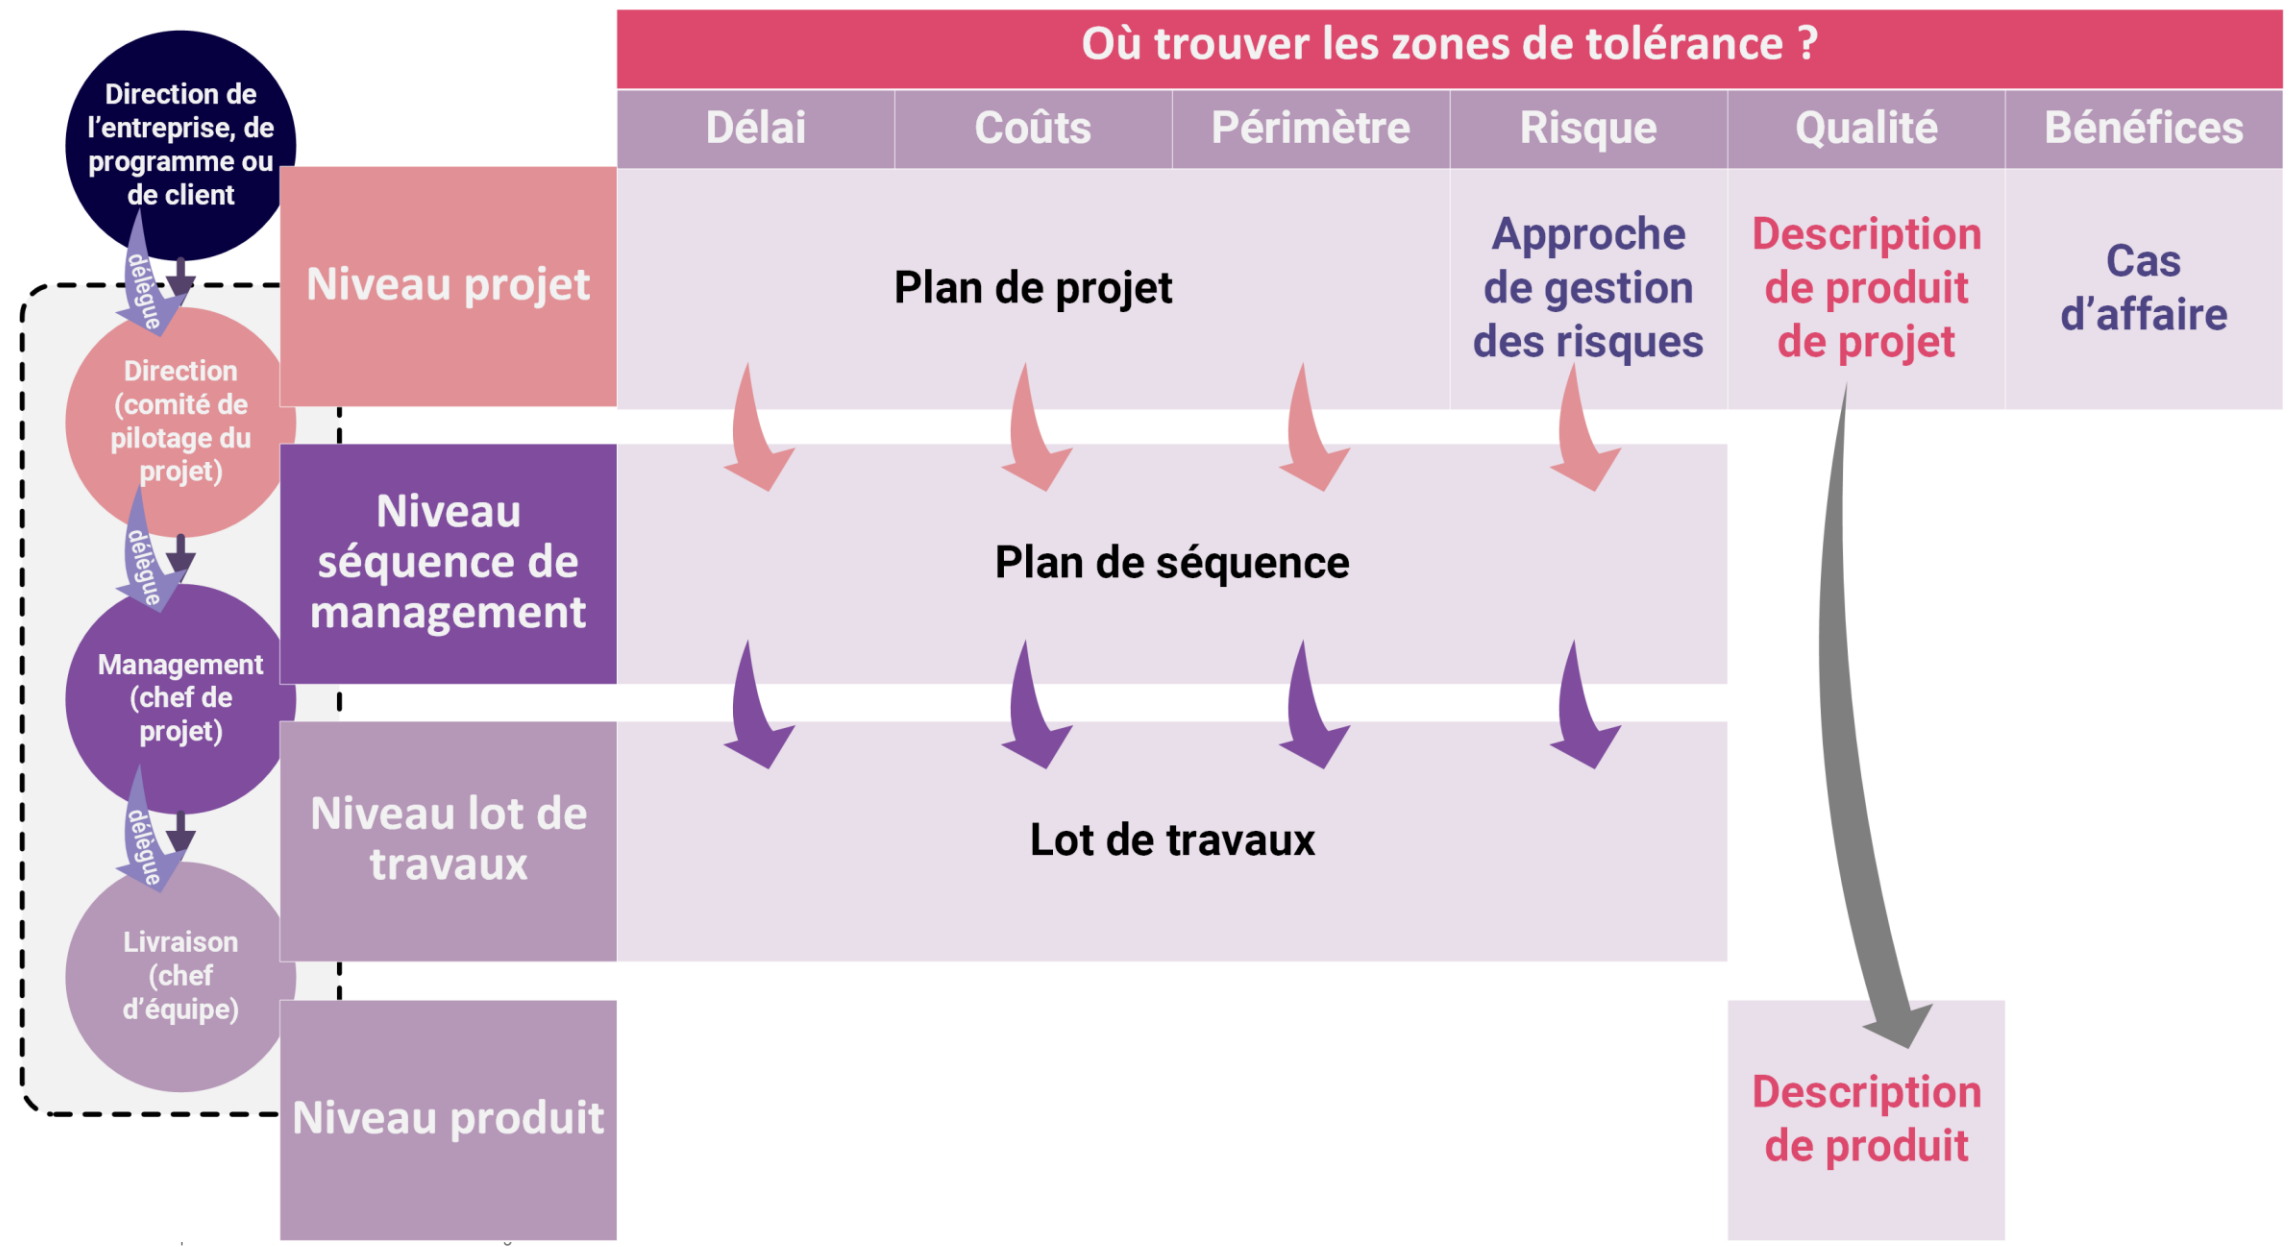 Où trouver les zones de tolérance ?
Délai
Coûts
Périmètre
Risque
Qualité
Bénéfices
Direction de
l’entreprise, de
programme ou
de client
délègue
Direction
(comité de
pilotage du
projet)
délègue
Management
(chef de
projet)
délègue
Livraison
(chef
d’équipe)
Niveau projet
Plan de projet
Approche
de gestion
des risques
Description
de produit
de projet
Cas
d’affaire
Niveau
séquence de
management
Plan de séquence
Niveau lot de
travaux
Lot de travaux
Niveau produit
Description
de produit